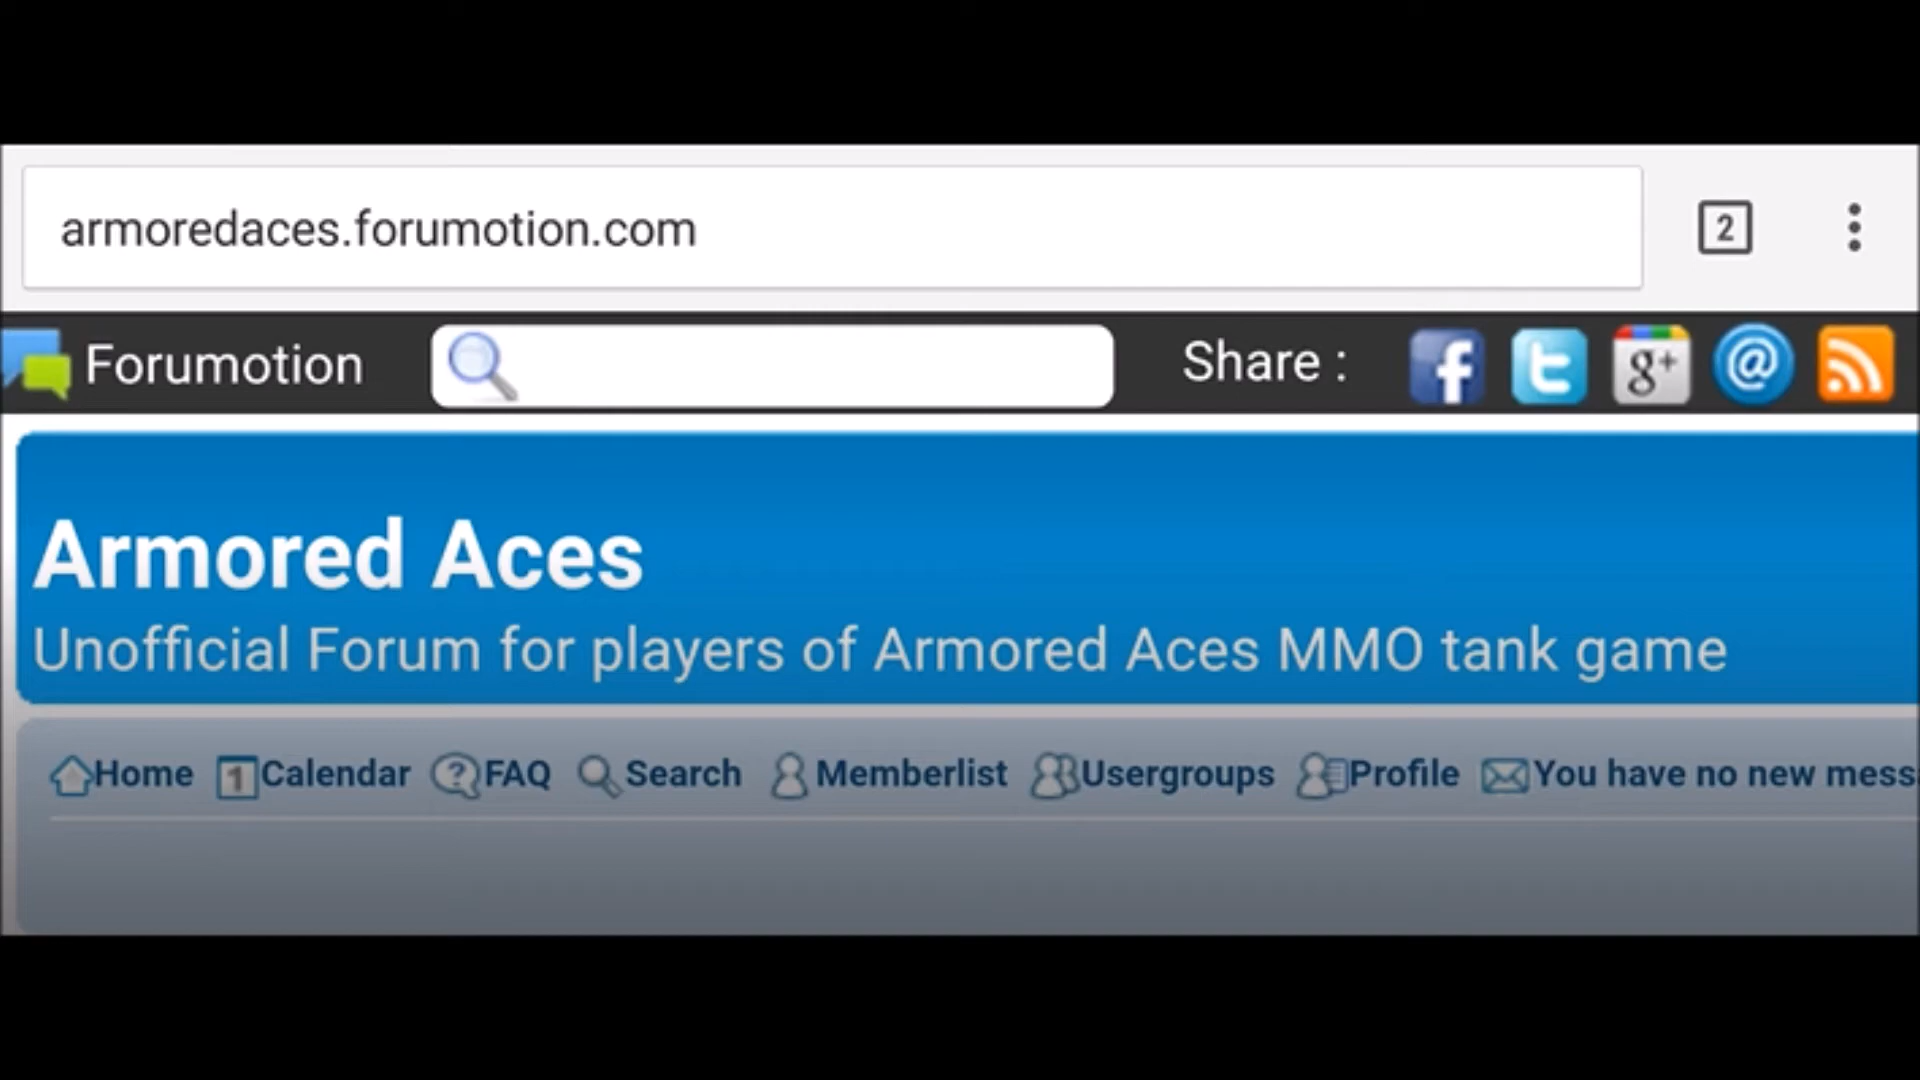 armoredaces.forumotion.com
2
Forumotion
Share :
f t g+ @
Armored Aces
Unofficial Forum for players of Armored Aces MMO tank game
Home 1 Calendar ? FAQ Search Memberlist Usergroups Profile You have no new mess